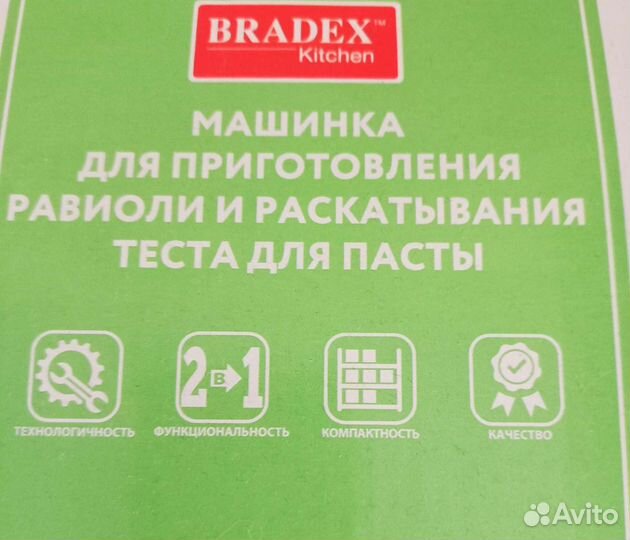 BRADEX™
Kitchen
МАШИНКА
ДЛЯ ПРИГОТОВЛЕНИЯ
РАВИОЛИ И РАСКАТЫВАНИЯ
ТЕСТА ДЛЯ ПАСТЫ
2 В 1
ТЕХНОЛОГИЧНОСТЬ ФУНКЦИОНАЛЬНОСТЬ КОМПАКТНОСТЬ КАЧЕСТВО
Avito